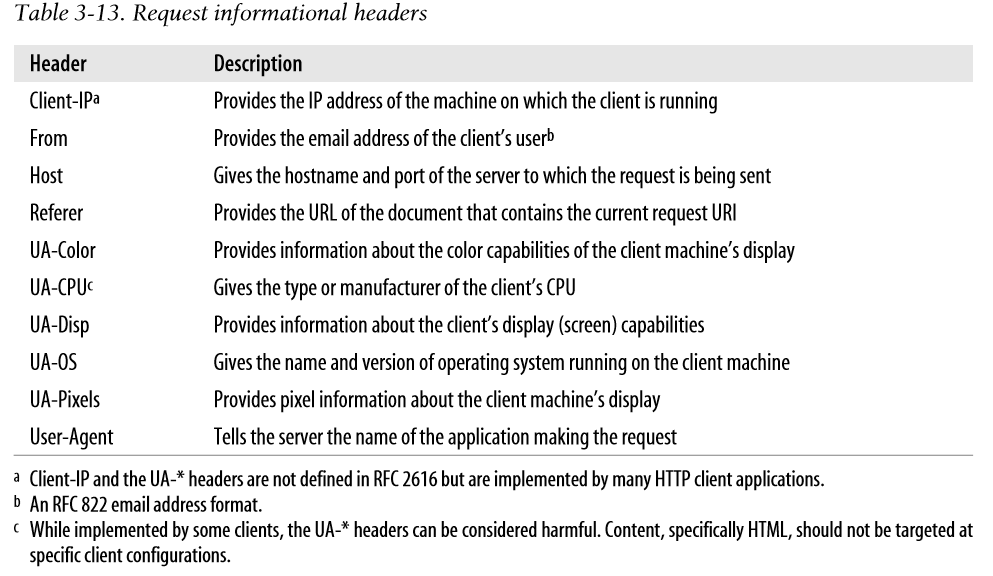 Table 3-13. Request informational headers
Header Description
Client-IPa Provides the IP address of the machine on which the client is running
From Provides the email address of the client’s userb
Host Gives the hostname and port of the server to which the request is being sent
Referer Provides the URL of the document that contains the current request URI
UA-Color Provides information about the color capabilities of the client machine’s display
UA-CPUc Gives the type or manufacturer of the client’s CPU
UA-Disp Provides information about the client’s display (screen) capabilities
UA-OS Gives the name and version of operating system running on the client machine
UA-Pixels Provides pixel information about the client machine’s display
User-Agent Tells the server the name of the application making the request
a Client-IP and the UA-* headers are not defined in RFC 2616 but are implemented by many HTTP client applications.
b An RFC 822 email address format.
c While implemented by some clients, the UA-* headers can be considered harmful. Content, specifically HTML, should not be targeted at
specific client configurations.